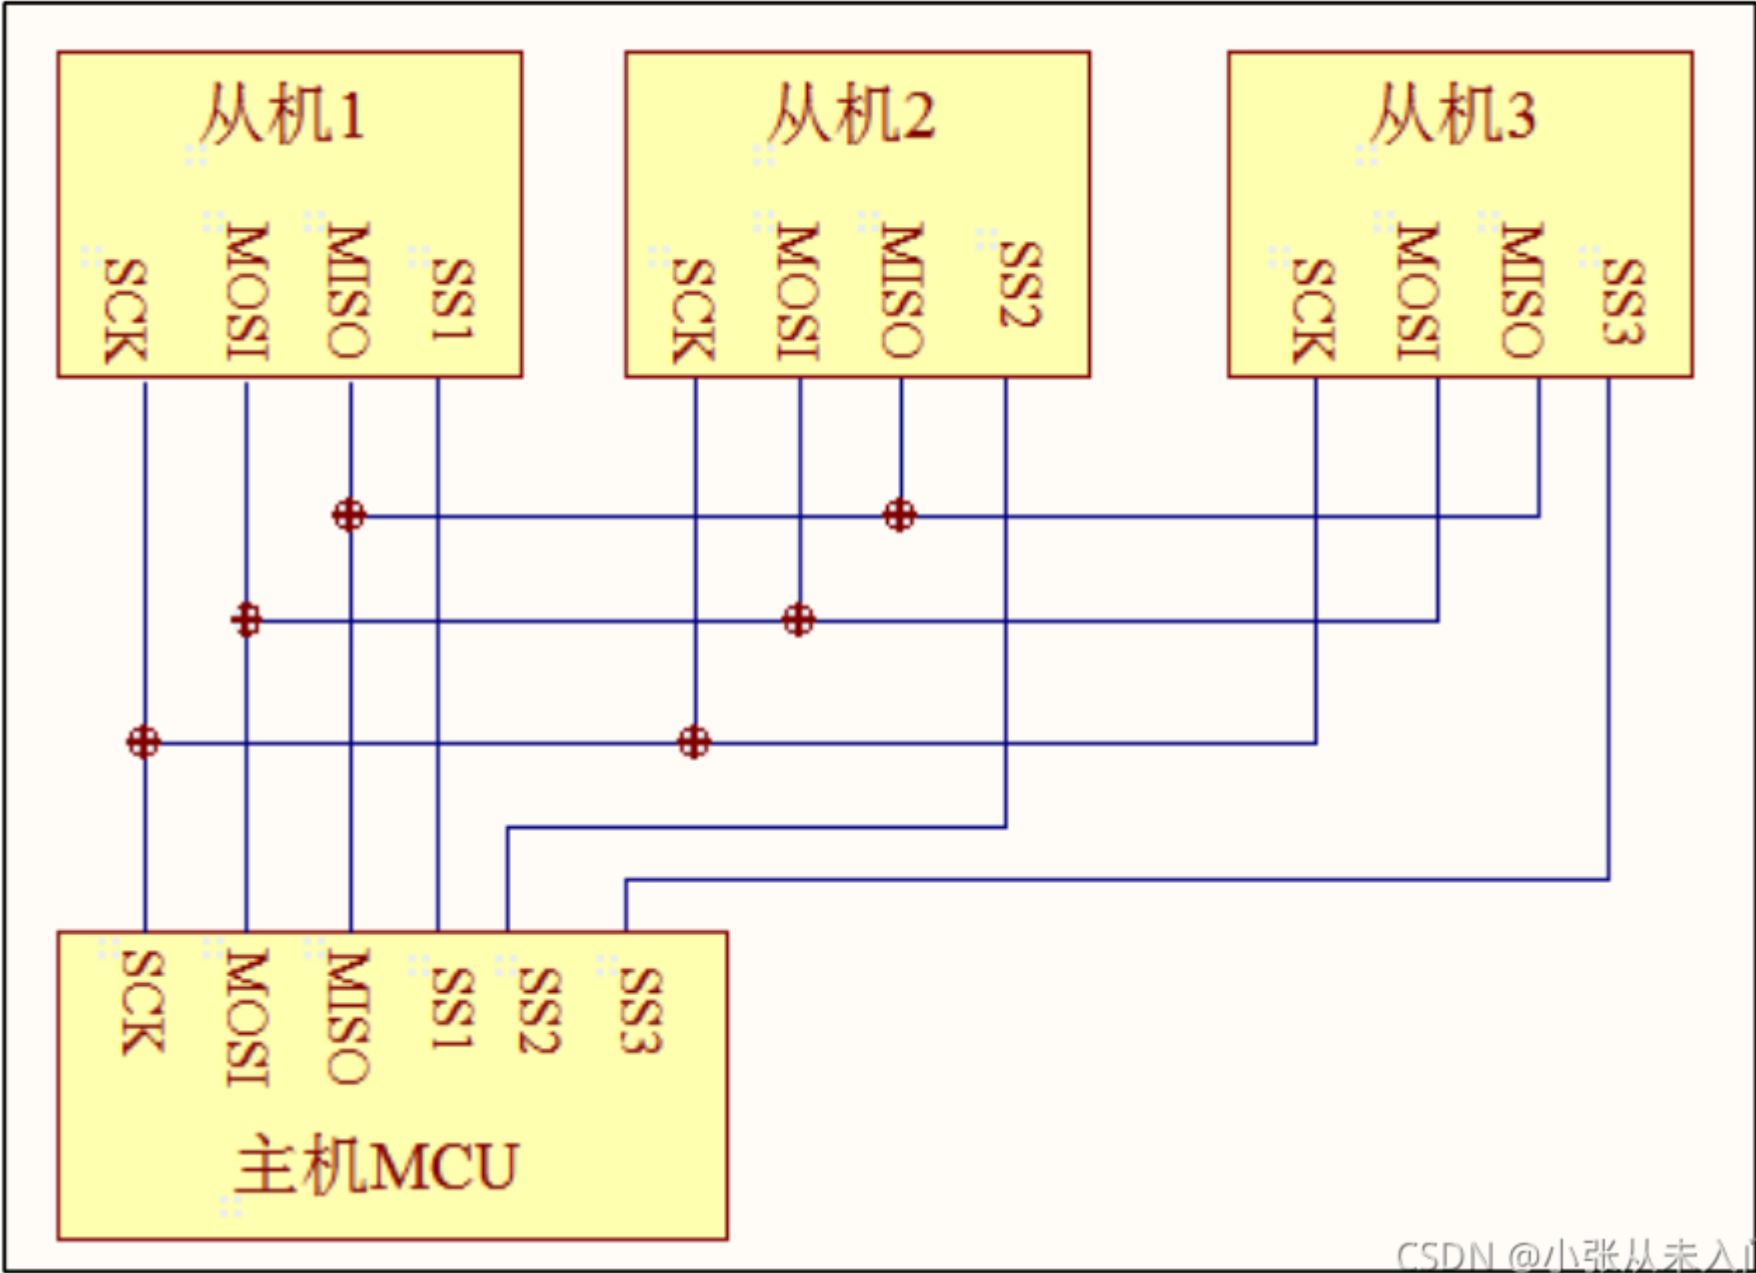 从机1
SCK
MOSI
MISO
SS1
从机2
SCK
MOSI
MISO
SS2
从机3
SCK
MOSI
MISO
SS3
SCK
MOSI
MISO
SS1
SS2
SS3
主机MCU
CSDN @小张从未入